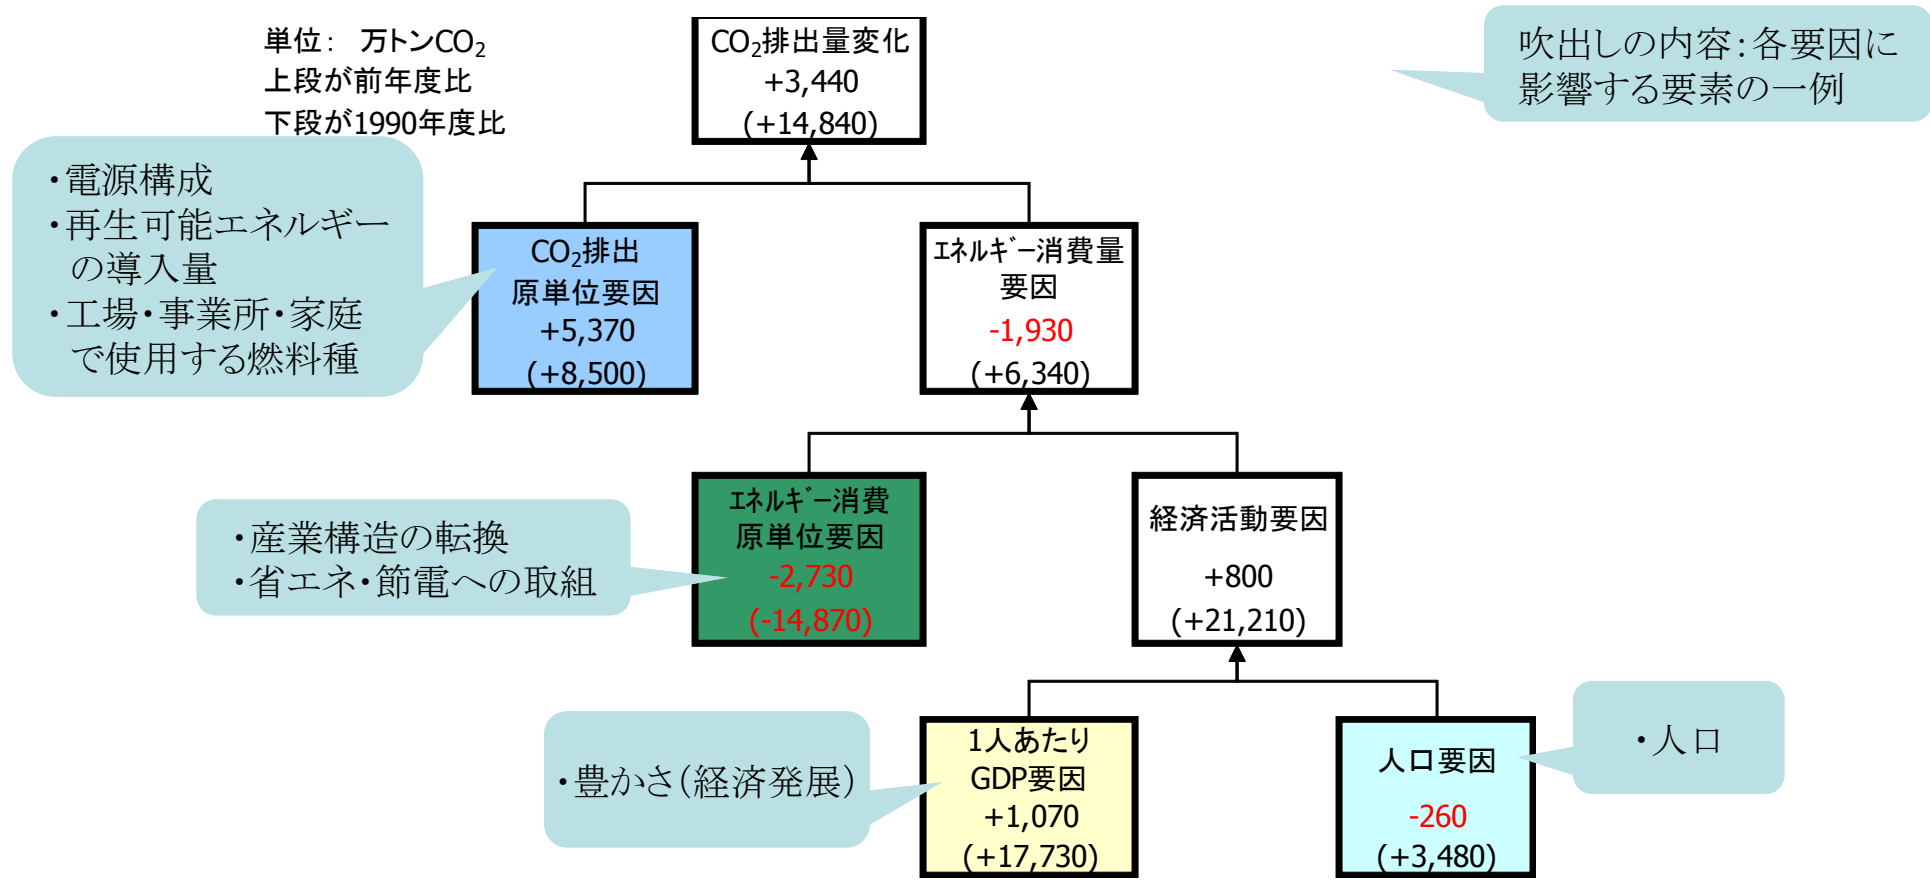 単位： 万トンCO₂
上段が前年度比
下段が1990年度比
CO₂排出量変化
+3,440
(+14,840)
吹出しの内容：各要因に
影響する要素の一例
・電源構成
・再生可能エネルギー
の導入量
・工場・事業所・家庭
で使用する燃料種
CO₂排出
原単位要因
+5,370
(+8,500)
ｴﾈﾙｷﾞｰ消費量
要因
-1,930
(+6,340)
・産業構造の転換
・省エネ・節電への取組
ｴﾈﾙｷﾞｰ消費
原単位要因
-2,730
(-14,870)
経済活動要因
+800
(+21,210)
・豊かさ（経済発展）
1人あたり
GDP要因
+1,070
(+17,730)
人口要因
-260
(+3,480)
・人口